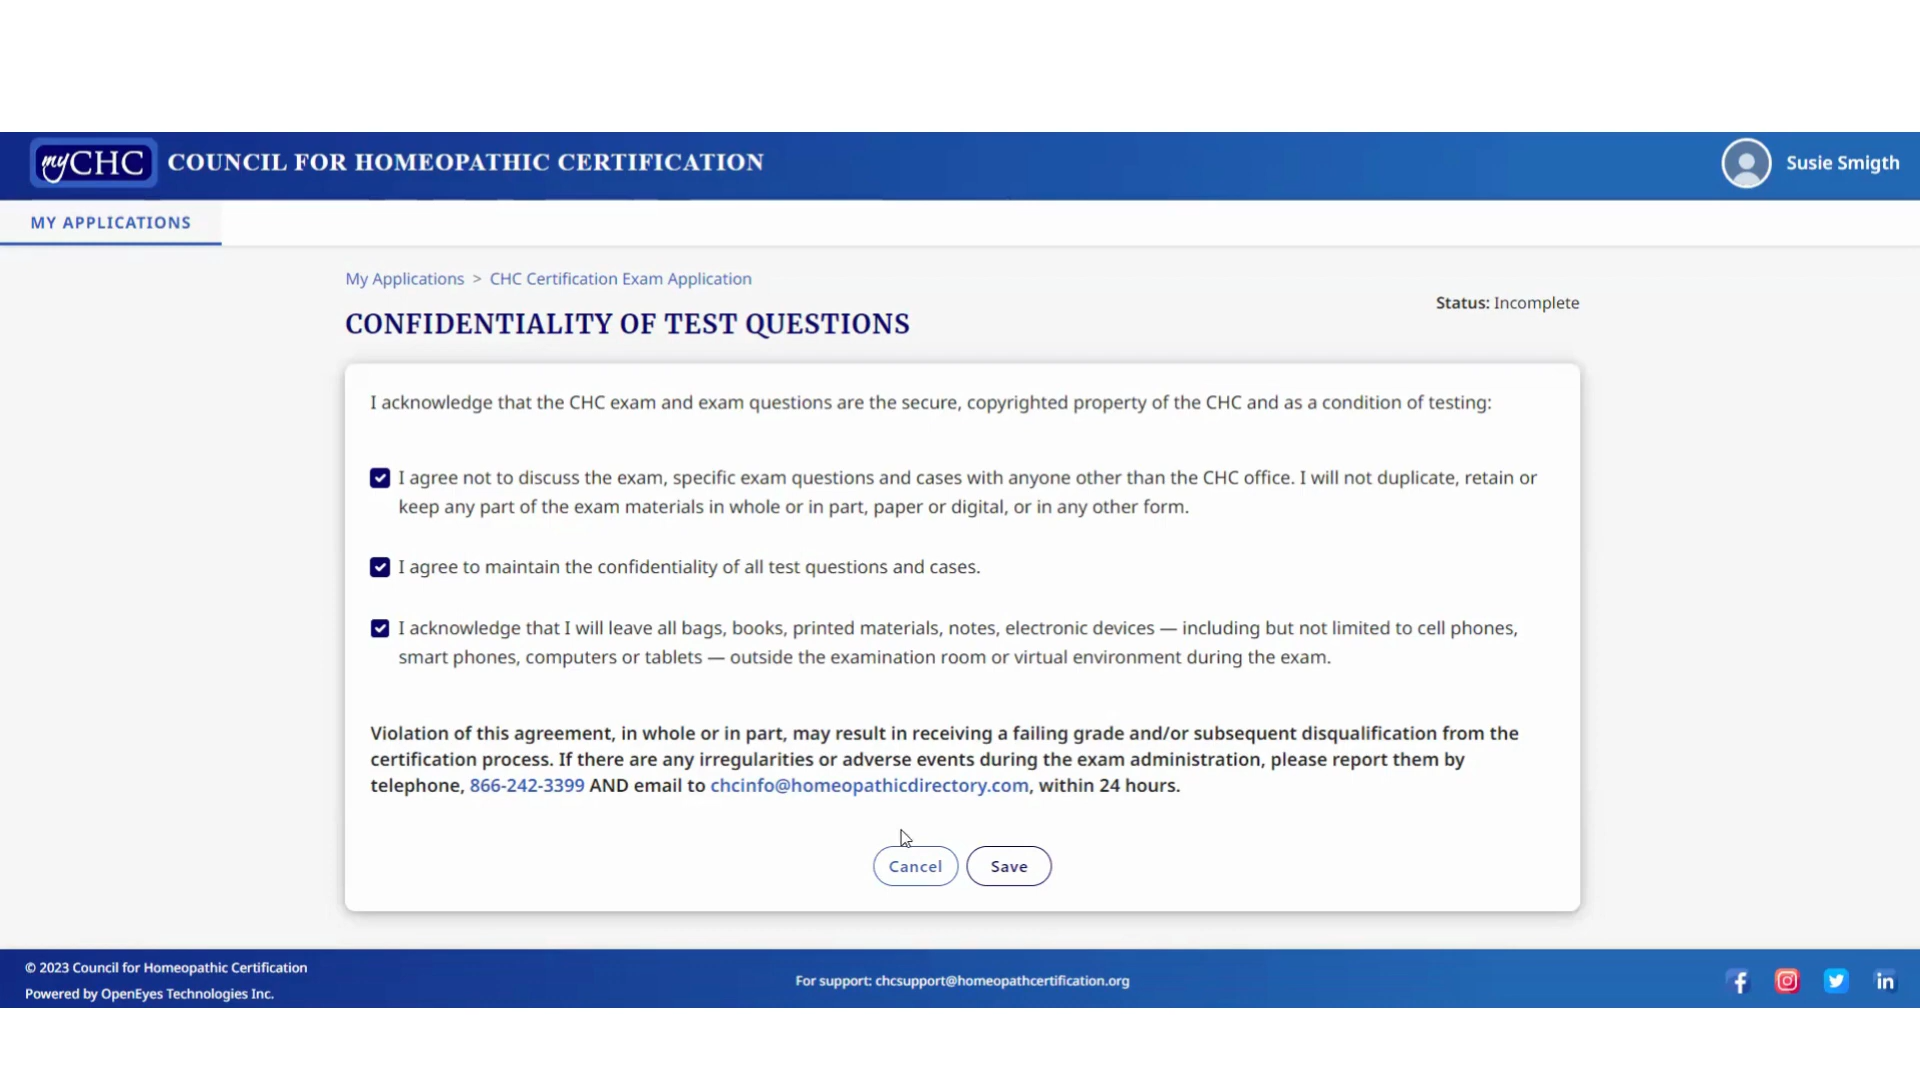 myCHC COUNCIL FOR HOMEOPATHIC CERTIFICATION
Susie Smigth
MY APPLICATIONS
My Applications > CHC Certification Exam Application
Status: Incomplete
CONFIDENTIALITY OF TEST QUESTIONS
I acknowledge that the CHC exam and exam questions are the secure, copyrighted property of the CHC and as a condition of testing:
I agree not to discuss the exam, specific exam questions and cases with anyone other than the CHC office. I will not duplicate, retain or
keep any part of the exam materials in whole or in part, paper or digital, or in any other form.
I agree to maintain the confidentiality of all test questions and cases.
I acknowledge that I will leave all bags, books, printed materials, notes, electronic devices — including but not limited to cell phones,
smart phones, computers or tablets — outside the examination room or virtual environment during the exam.
Violation of this agreement, in whole or in part, may result in receiving a failing grade and/or subsequent disqualification from the
certification process. If there are any irregularities or adverse events during the exam administration, please report them by
telephone, 866-242-3399 AND email to chcinfo@homeopathicdirectory.com, within 24 hours.
Cancel Save
© 2023 Council for Homeopathic Certification
Powered by OpenEyes Technologies Inc.
For support: chcsupport@homeopathcertification.org